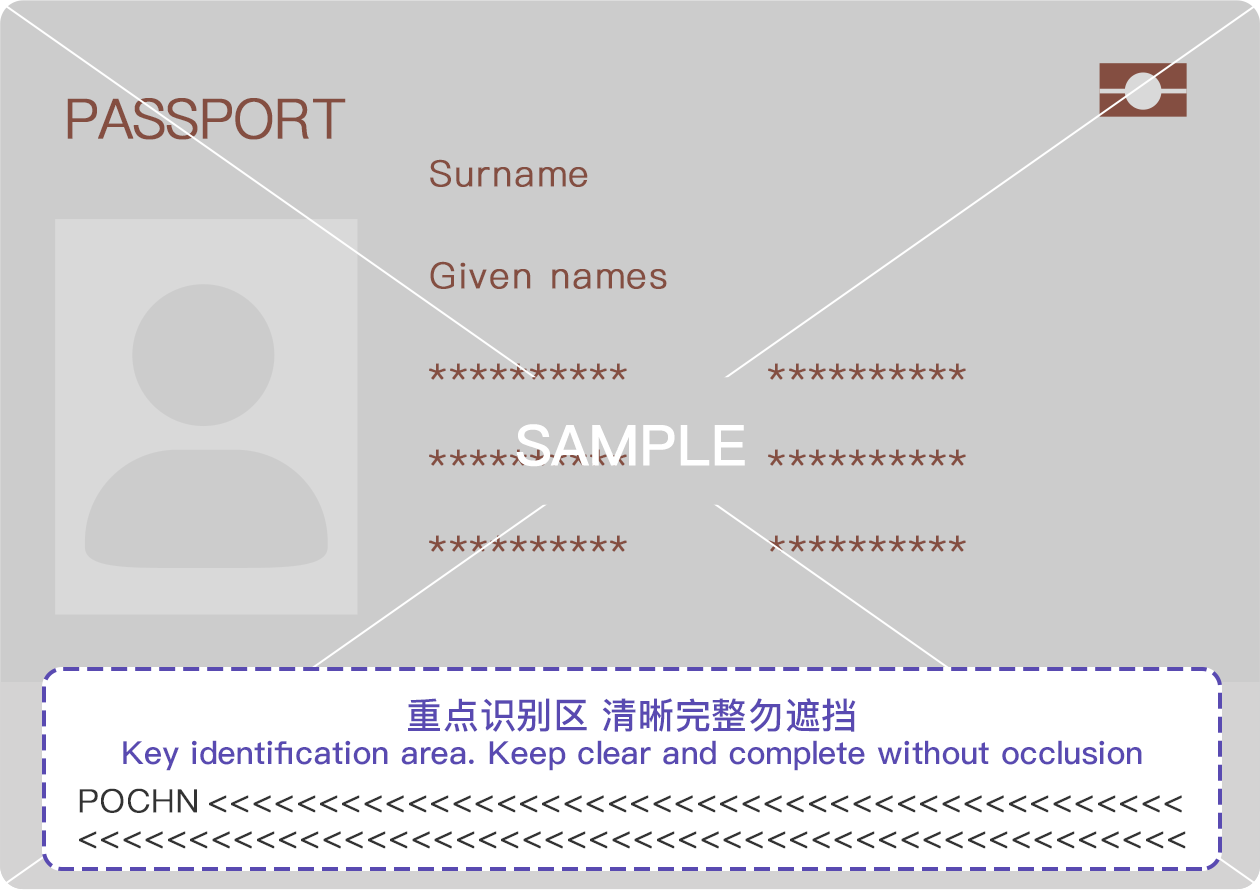 PASSPORT
Surname
Given names
********** **********
SAMPLE
********** **********
********** **********
重点识别区 清晰完整勿遮挡
Key identification area. Keep clear and complete without occlusion
POCHN <<<<<<<<<<<<<<<<<<<<<<<<<<<<<<<<<<<<<<<<<<<<
<<<<<<<<<<<<<<<<<<<<<<<<<<<<<<<<<<<<<<<<<<<<<<<<<<